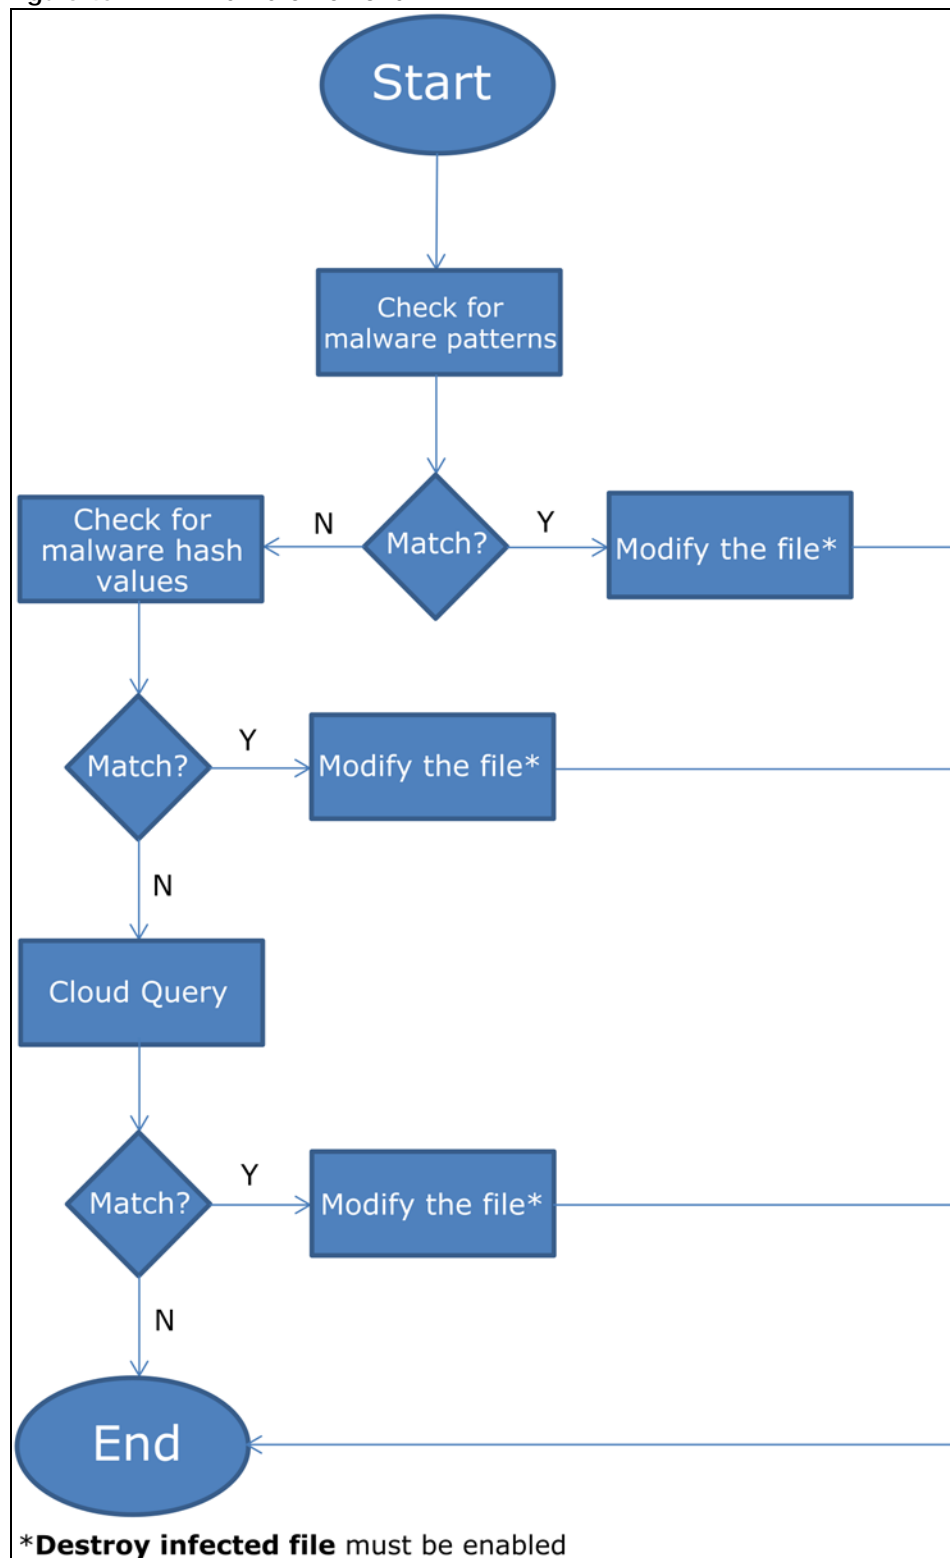 Start
Check for
malware patterns
Match?
N
Y
Modify the file*
Check for
malware hash
values
Match?
Y
Modify the file*
N
Cloud Query
Match?
Y
Modify the file*
N
End
*Destroy infected file must be enabled